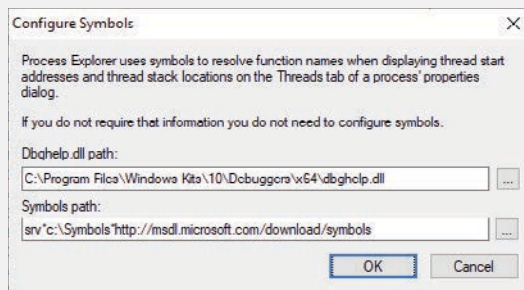 Configure Symbols
Process Explorer uses symbols to resolve function names when displaying thread start
addresses and thread stack locations on the Threads tab of a process' properties
dialog.
If you do not require that information you do not need to configure symbols.
Dbghelp.dll path:
C:\Program Files\Windows Kits\10\Debuggers\x64\dbghelp.dll
...
Symbols path:
srv*c:\Symbols*http://msdl.microsoft.com/download/symbols
...
OK Cancel